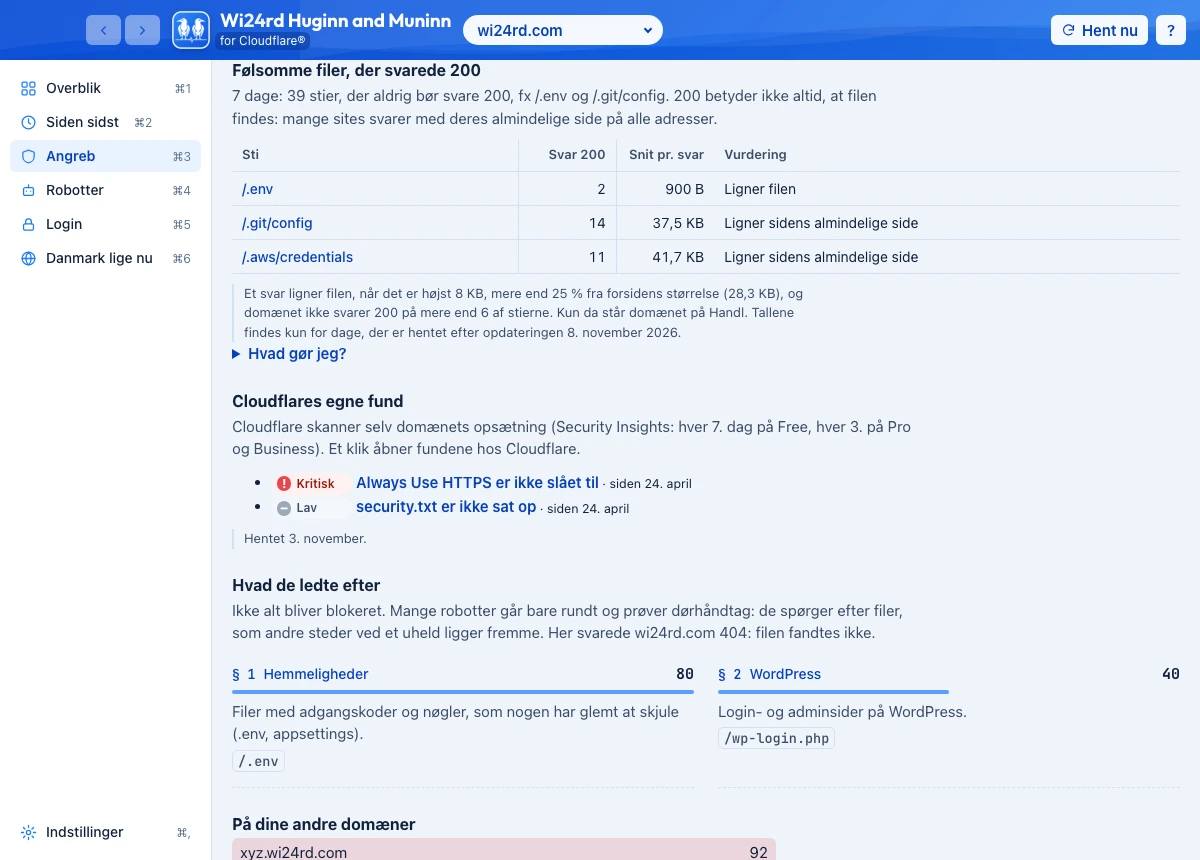 Wi24rd Huginn and Muninn
for Cloudflare®
wi24rd.com
Hent nu
?
Overblik ⌘1
Siden sidst ⌘2
Angreb ⌘3
Robotter ⌘4
Login ⌘5
Danmark lige nu ⌘6
Indstillinger ⌘,
Følsomme filer, der svarede 200
7 dage: 39 stier, der aldrig bør svare 200, fx /.env og /.git/config. 200 betyder ikke altid, at filen
findes: mange sites svarer med deres almindelige side på alle adresser.
Sti Svar 200 Snit pr. svar Vurdering
/.env 2 900 B Ligner filen
/.git/config 14 37,5 KB Ligner sidens almindelige side
/.aws/credentials 11 41,7 KB Ligner sidens almindelige side
Et svar ligner filen, når det er højst 8 KB, mere end 25 % fra forsidens størrelse (28,3 KB), og
domænet ikke svarer 200 på mere end 6 af stierne. Kun da står domænet på Handl. Tallene
findes kun for dage, der er hentet efter opdateringen 8. november 2026.
Hvad gør jeg?
Cloudflares egne fund
Cloudflare skanner selv domænets opsætning (Security Insights: hver 7. dag på Free, hver 3. på Pro
og Business). Et klik åbner fundene hos Cloudflare.
Kritisk Always Use HTTPS er ikke slået til · siden 24. april
Lav security.txt er ikke sat op · siden 24. april
Hentet 3. november.
Hvad de ledte efter
Ikke alt bliver blokeret. Mange robotter går bare rundt og prøver dørhåndtag: de spørger efter filer,
som andre steder ved et uheld ligger fremme. Her svarede wi24rd.com 404: filen fandtes ikke.
§ 1 Hemmeligheder 80
Filer med adgangskoder og nøgler, som nogen har glemt at skjule
(.env, appsettings).
/.env
§ 2 WordPress 40
Login- og adminsider på WordPress.
/wp-login.php
På dine andre domæner
xyz.wi24rd.com 92